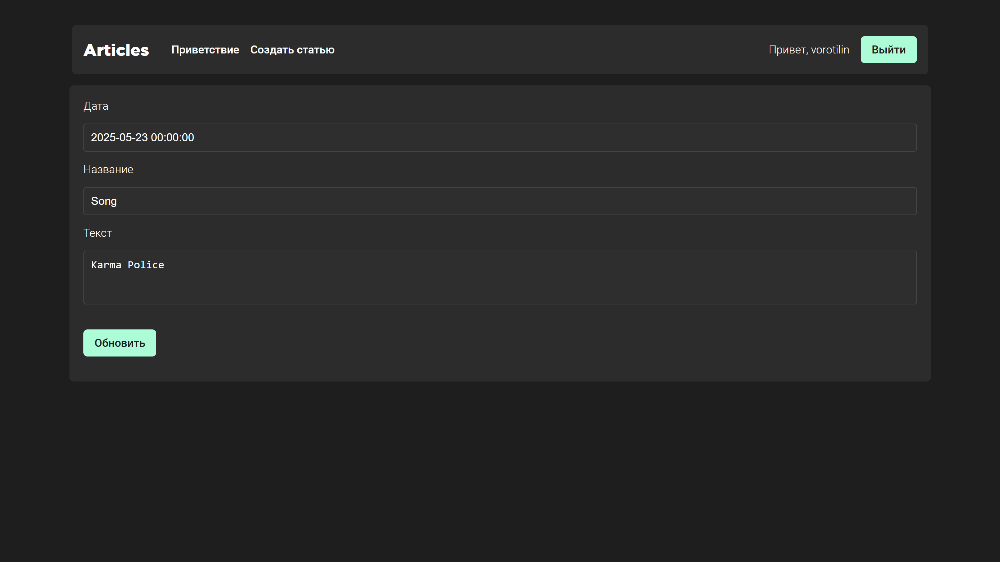 Articles Приветствие Создать статью Привет, vorotilin Выйти
Дата
2025-05-23 00:00:00
Название
Song
Текст
Karma Police
Обновить